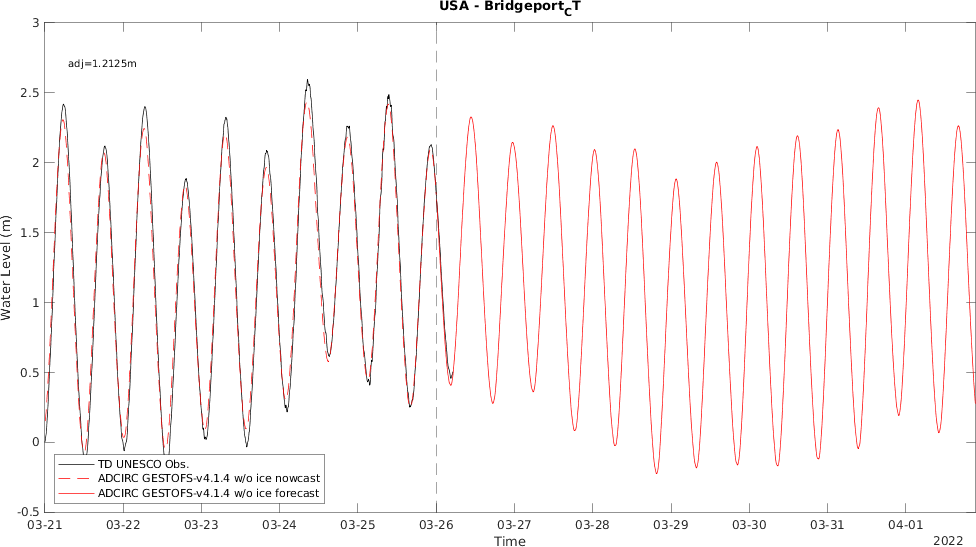 USA - Bridgeport_CT
3
adj=1.2125m
2.5
2
1.5
Water Level (m)
1
0.5
0
TD UNESCO Obs.
ADCIRC GESTOFS-v4.1.4 w/o ice nowcast
ADCIRC GESTOFS-v4.1.4 w/o ice forecast
-0.5
03-21 03-22 03-23 03-24 03-25 03-26 03-27 03-28 03-29 03-30 03-31 04-01
Time
2022